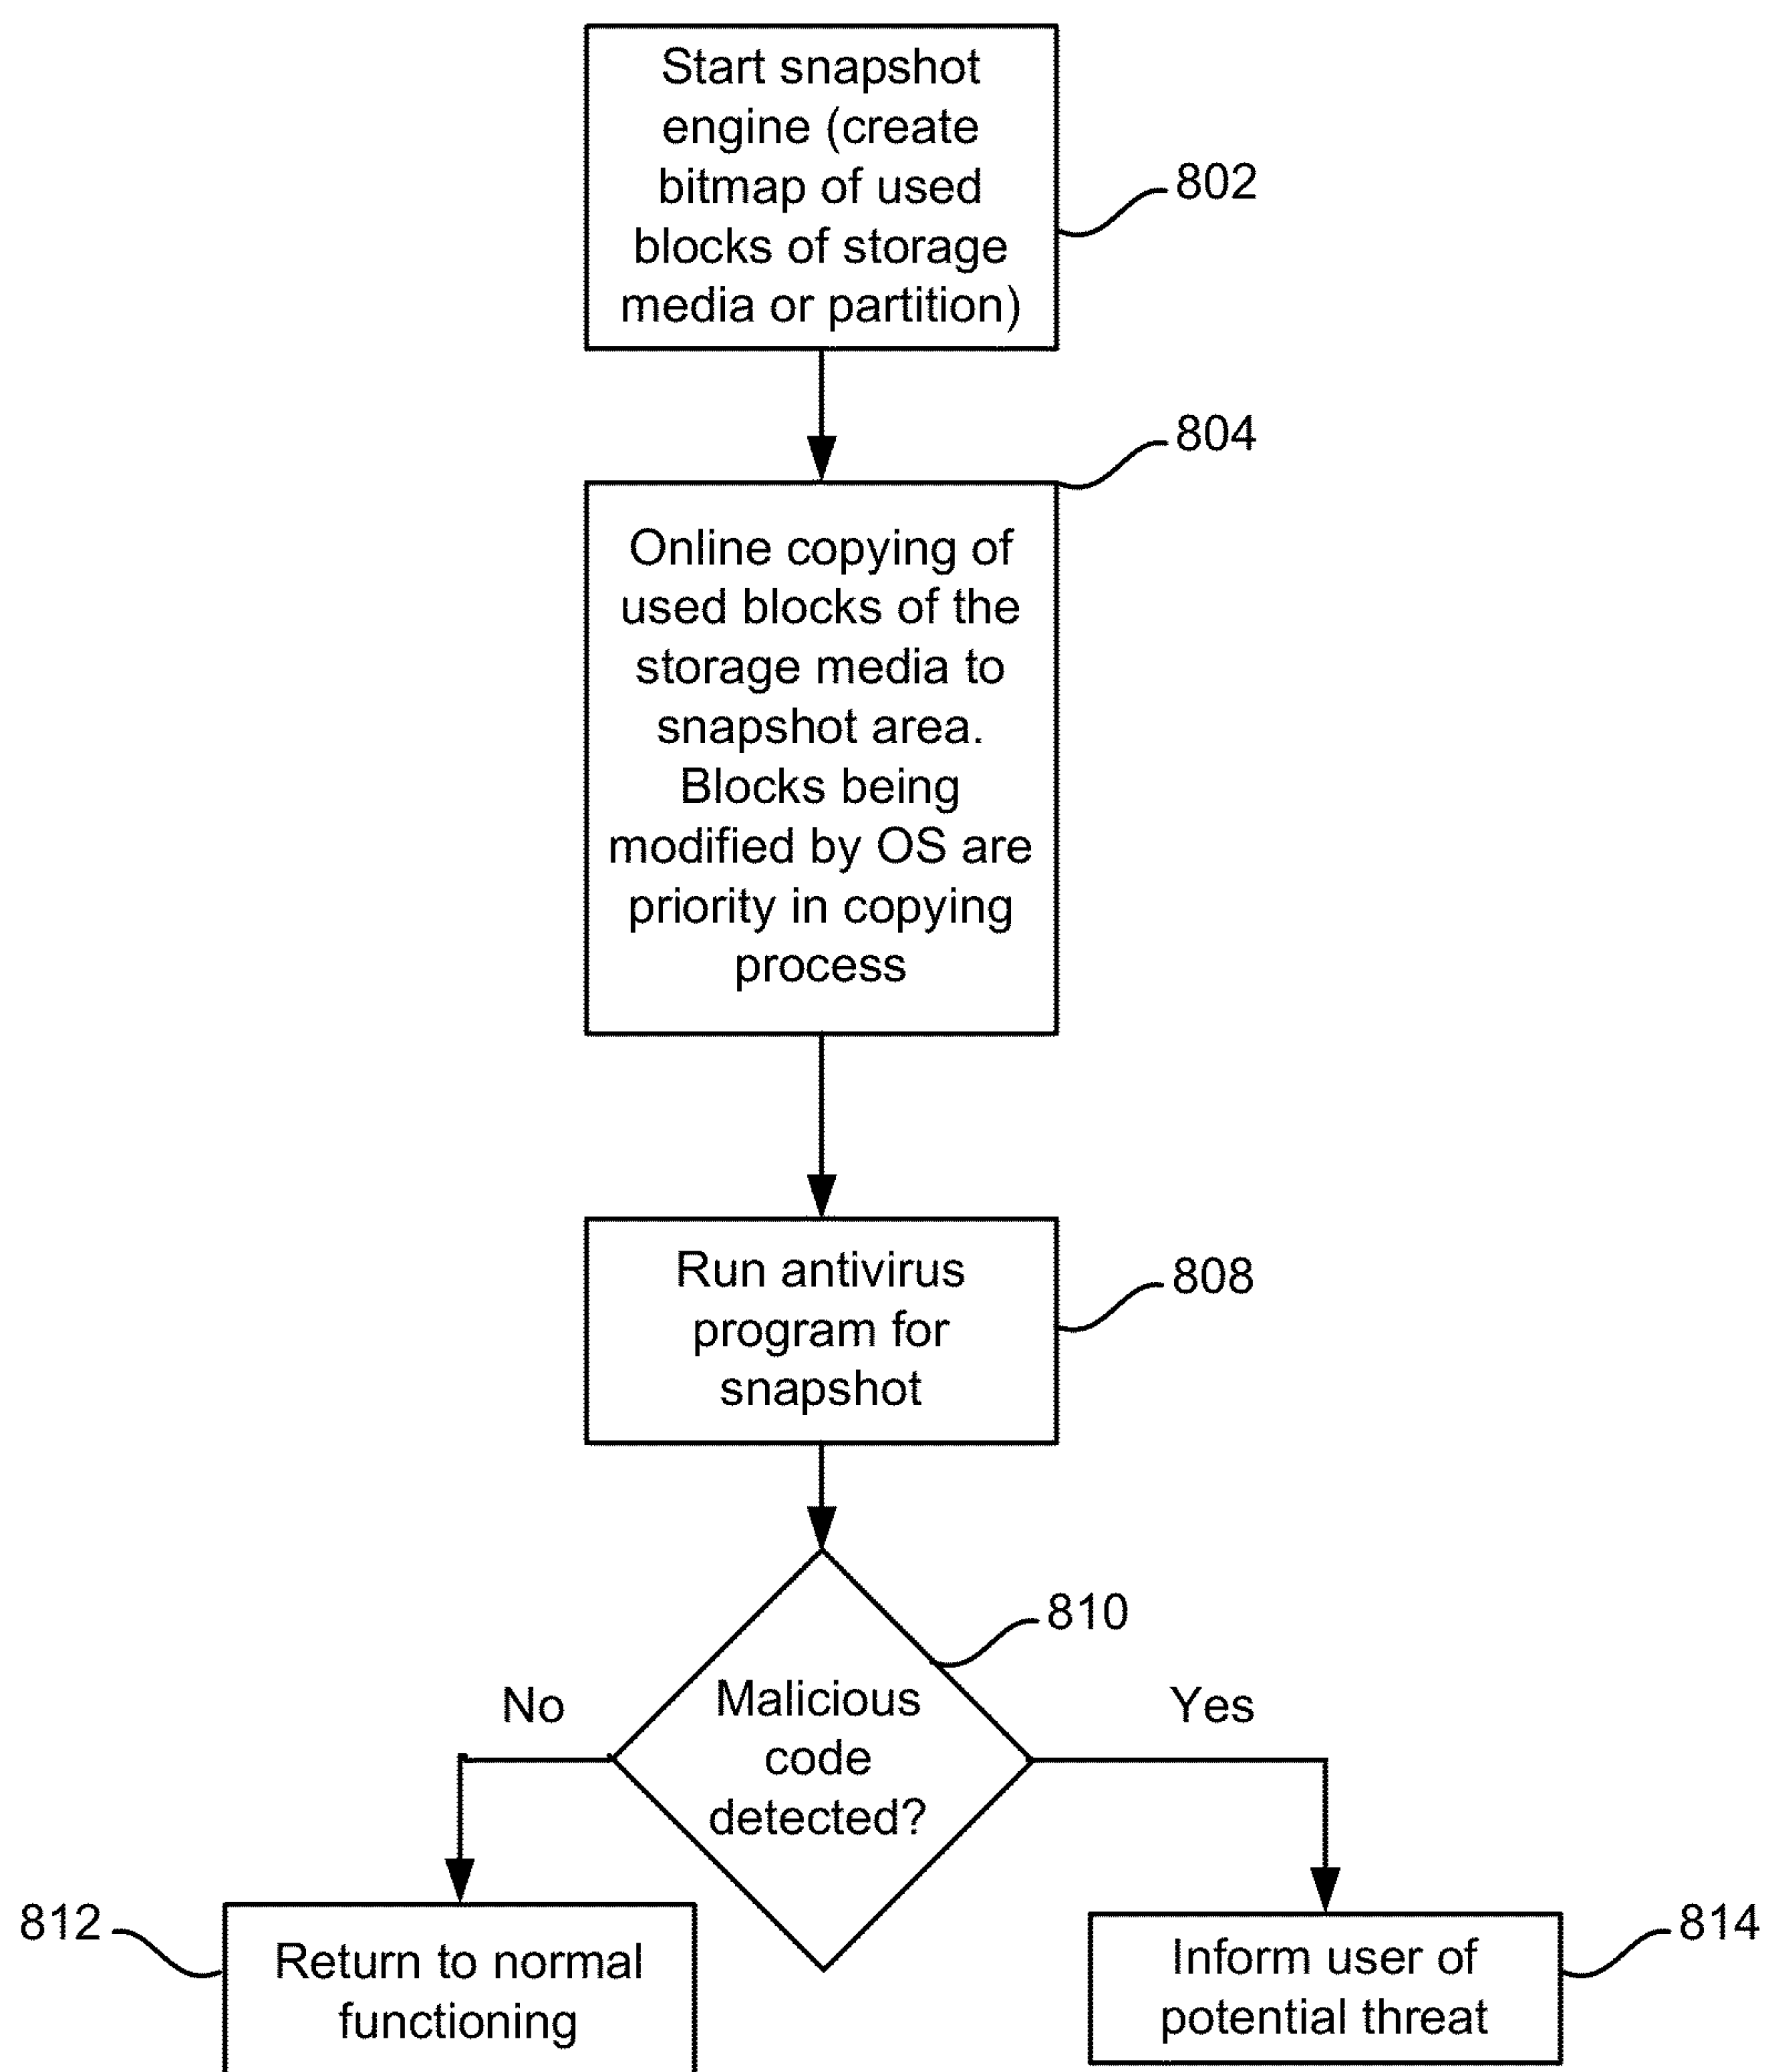 Start snapshot
engine (create
bitmap of used
blocks of storage
media or partition)
802
804
Online copying of
used blocks of the
storage media to
snapshot area.
Blocks being
modified by OS are
priority in copying
process
Run antivirus
program for
snapshot
808
810
Malicious
code
detected?
No
Yes
812
Return to normal
functioning
Inform user of
potential threat
814